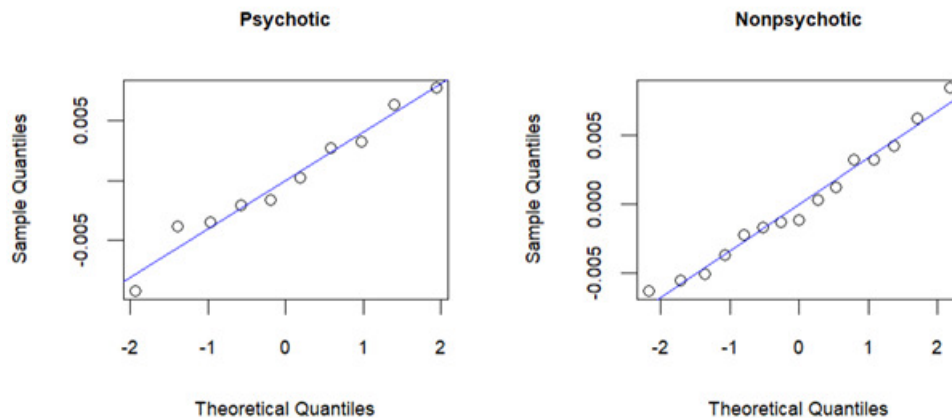 Psychotic
Sample Quantiles
0.005
-0.005
-2
-1
0
1
2
Theoretical Quantiles
Nonpsychotic
Sample Quantiles
0.005
0.000
-0.005
-2
-1
0
1
2
Theoretical Quantiles